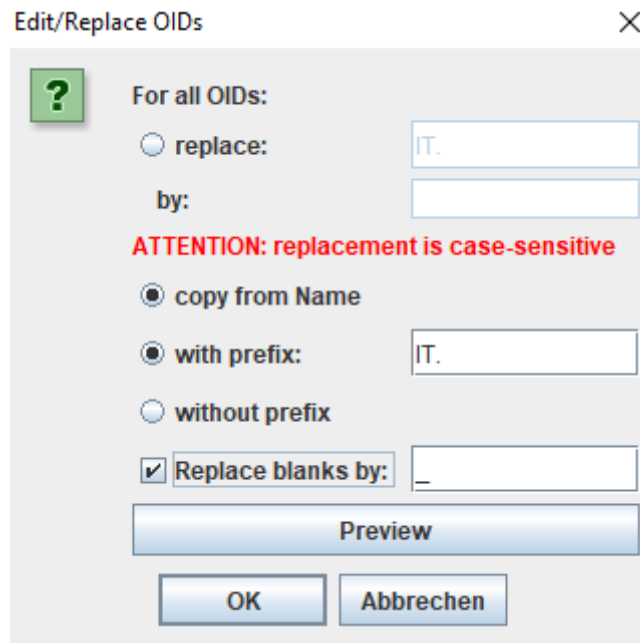 Edit/Replace OIDs
?
For all OIDs:
replace: IT.
by:
ATTENTION: replacement is case-sensitive
copy from Name
with prefix: IT.
without prefix
Replace blanks by: _
Preview
OK Abbrechen